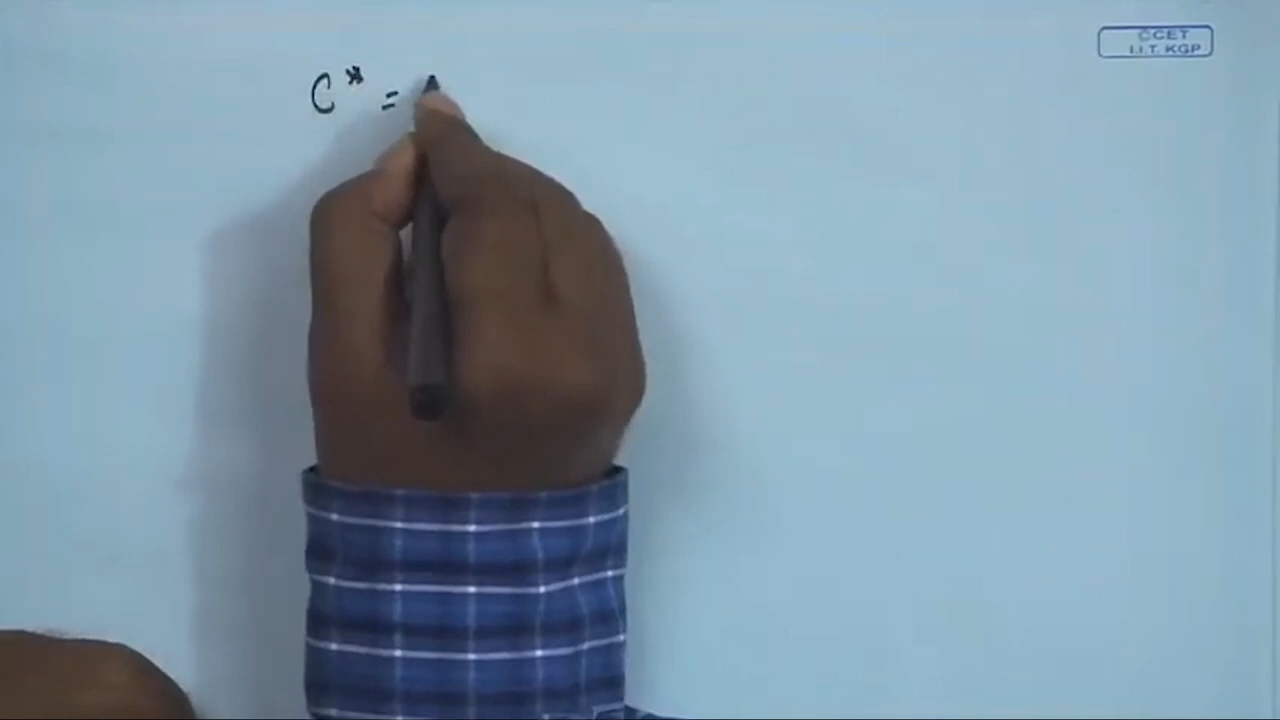 ©CET
I.I.T. KGP
C* =